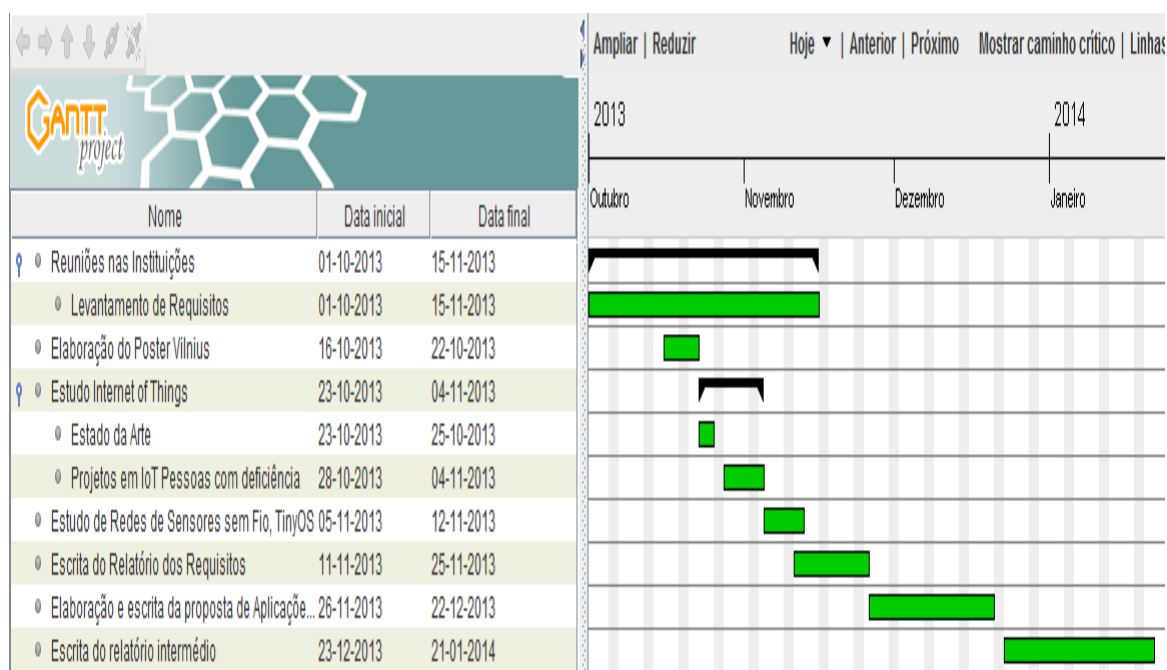 Ampliar | Reduzir Hoje ▼ | Anterior | Próximo Mostrar caminho crítico | Linhas
GANTT
project
2013 2014
Outubro Novembro Dezembro Janeiro
Nome Data inicial Data final
Reuniões nas Instituições 01-10-2013 15-11-2013
Levantamento de Requisitos 01-10-2013 15-11-2013
Elaboração do Poster Vilnius 16-10-2013 22-10-2013
Estudo Internet of Things 23-10-2013 04-11-2013
Estado da Arte 23-10-2013 25-10-2013
Projetos em IoT Pessoas com deficiência 28-10-2013 04-11-2013
Estudo de Redes de Sensores sem Fio, TinyOS 05-11-2013 12-11-2013
Escrita do Relatório dos Requisitos 11-11-2013 25-11-2013
Elaboração e escrita da proposta de Aplicaçõe... 26-11-2013 22-12-2013
Escrita do relatório intermédio 23-12-2013 21-01-2014